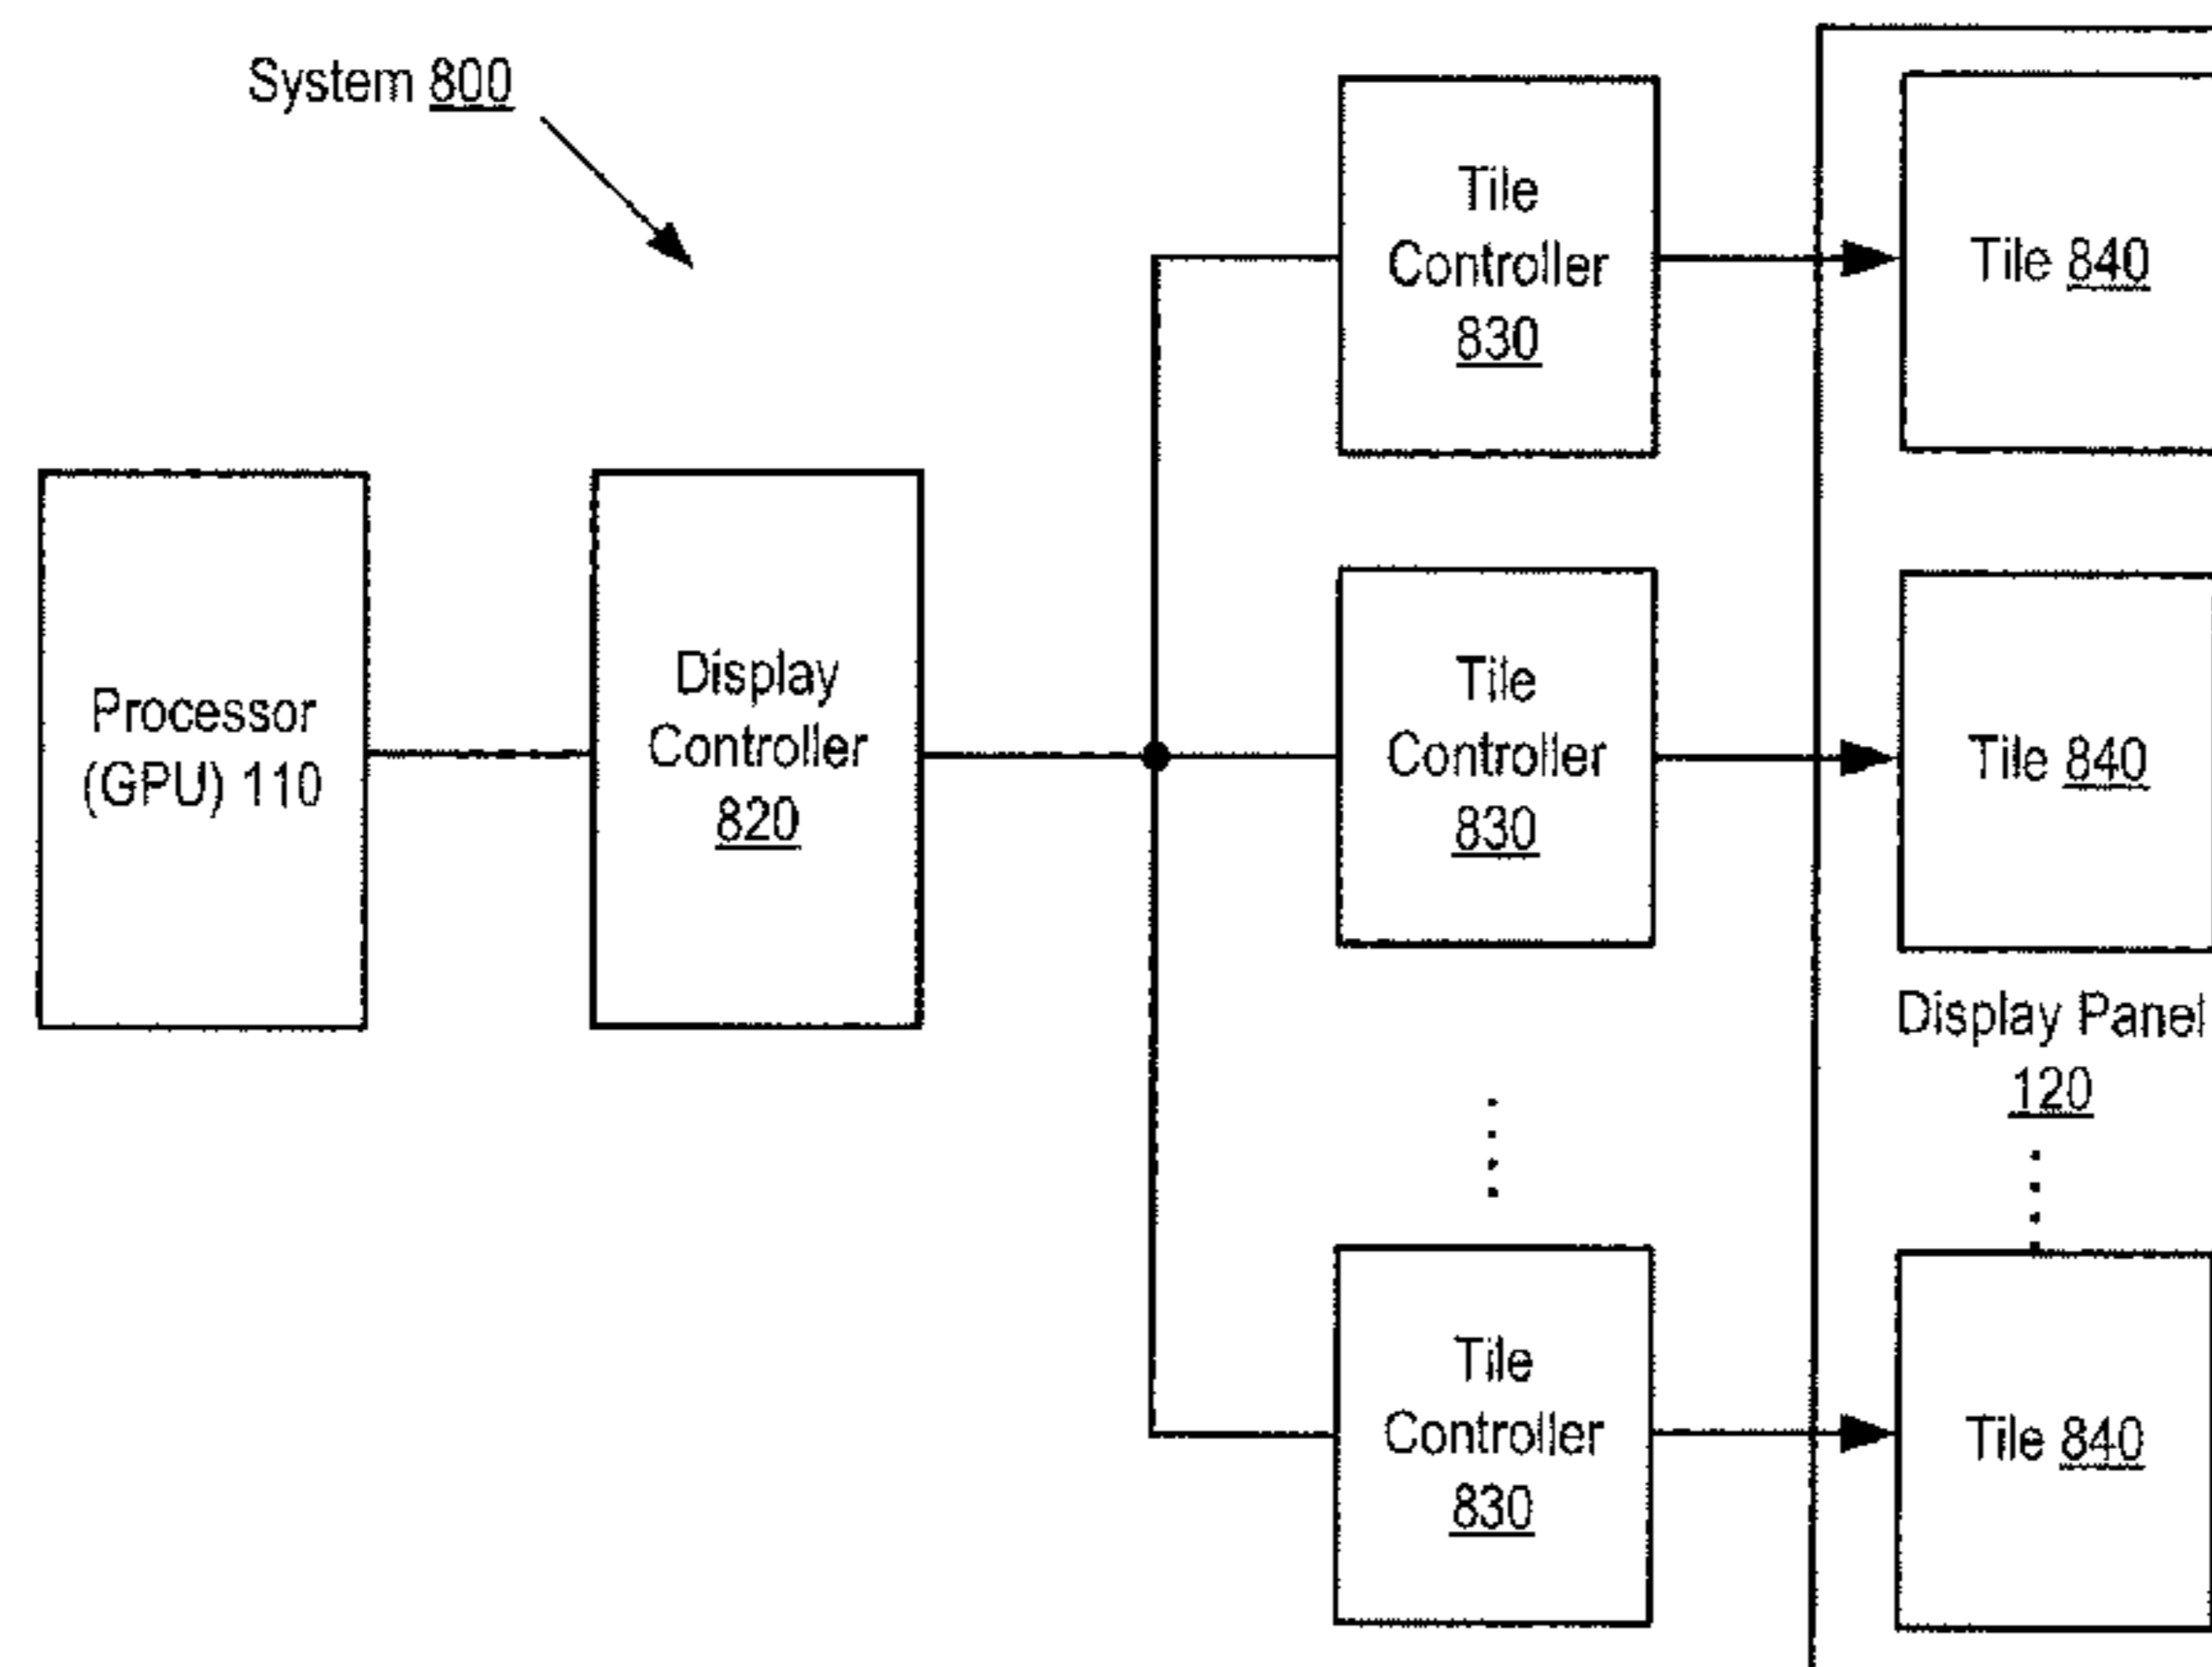 System 800
Processor
(GPU) 110
Display
Controller
820
Tile
Controller
830
Tile 840
Tile
Controller
830
Tile 840
Display Panel
120
Tile
Controller
830
Tile 840